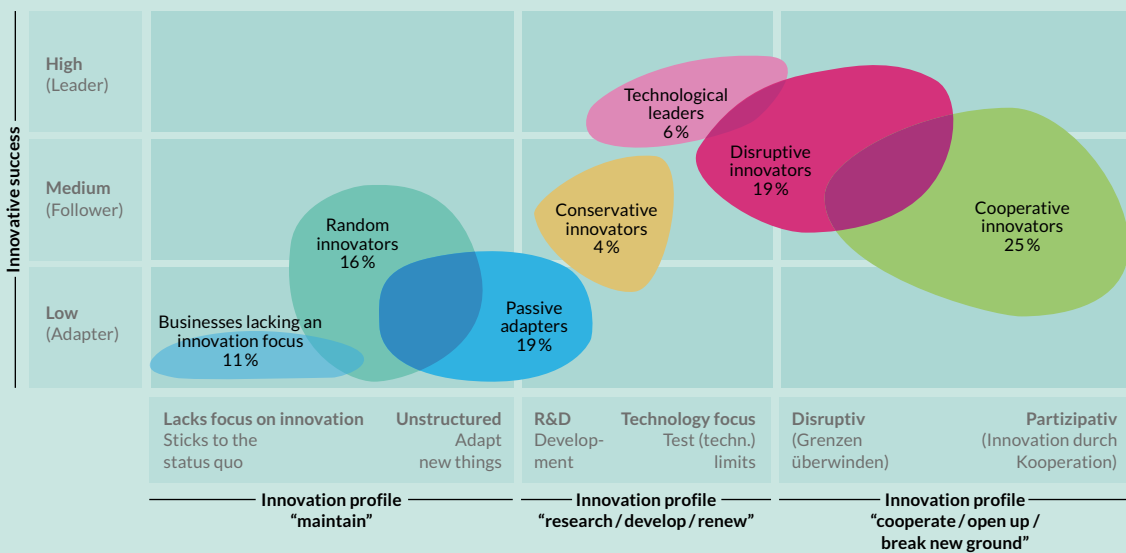 Innovative success
High
(Leader)
Medium
(Follower)
Low
(Adapter)
Technological
leaders
6 %
Disruptive
innovators
19 %
Cooperative
innovators
25 %
Conservative
innovators
4 %
Random
innovators
16 %
Passive
adapters
19 %
Businesses lacking an
innovation focus
11 %
Lacks focus on innovation
Sticks to the
status quo
Unstructured
Adapt
new things
R&D
Develop-
ment
Technology focus
Test (techn.)
limits
Disruptiv
(Grenzen
überwinden)
Partizipativ
(Innovation durch
Kooperation)
Innovation profile
“maintain”
Innovation profile
“research / develop / renew”
Innovation profile
“cooperate / open up /
break new ground”